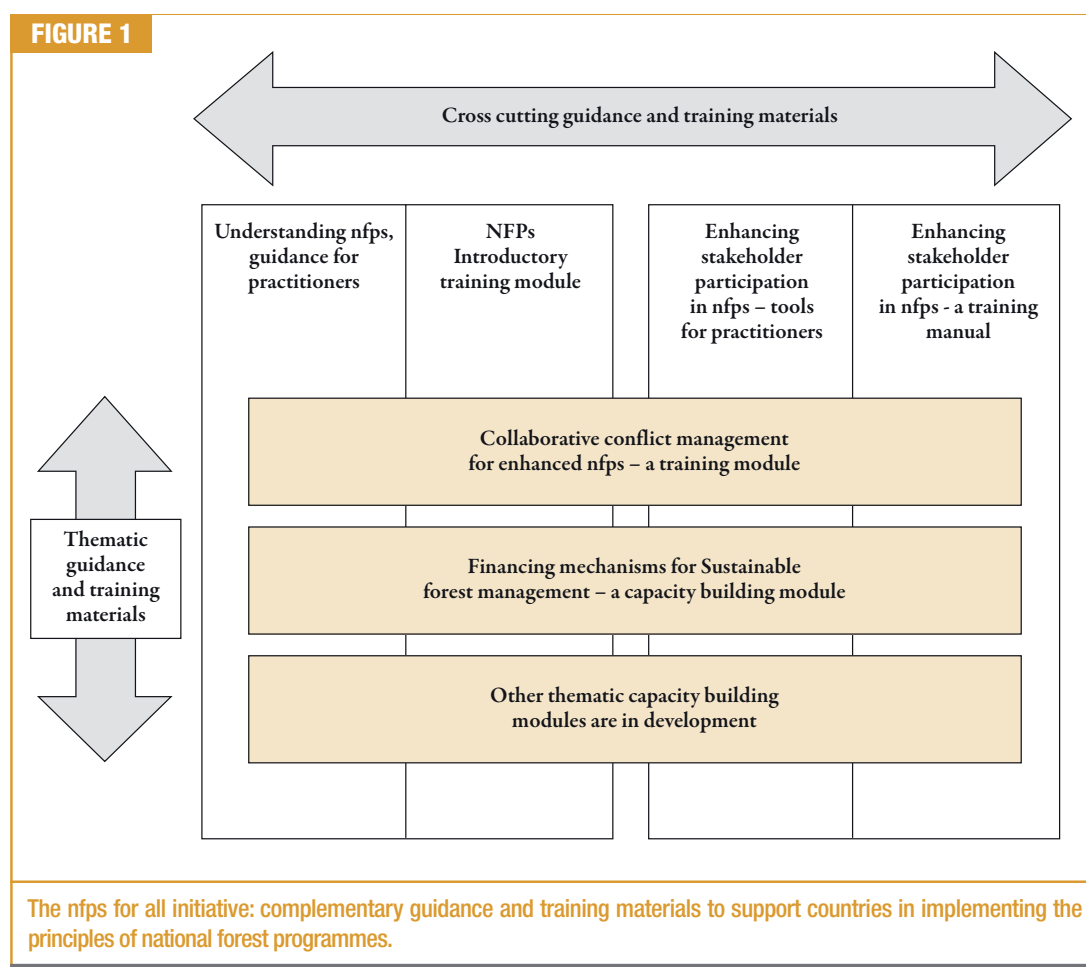 FIGURE 1
Cross cutting guidance and training materials
Understanding nfps,
guidance for
practitioners
NFPs
Introductory
training module
Enhancing
stakeholder
participation
in nfps – tools
for practitioners
Enhancing
stakeholder
participation
in nfps - a training
manual
Collaborative conflict management
for enhanced nfps – a training module
Thematic
guidance
and training
materials
Financing mechanisms for Sustainable
forest management – a capacity building module
Other thematic capacity building
modules are in development
The nfps for all initiative: complementary guidance and training materials to support countries in implementing the
principles of national forest programmes.